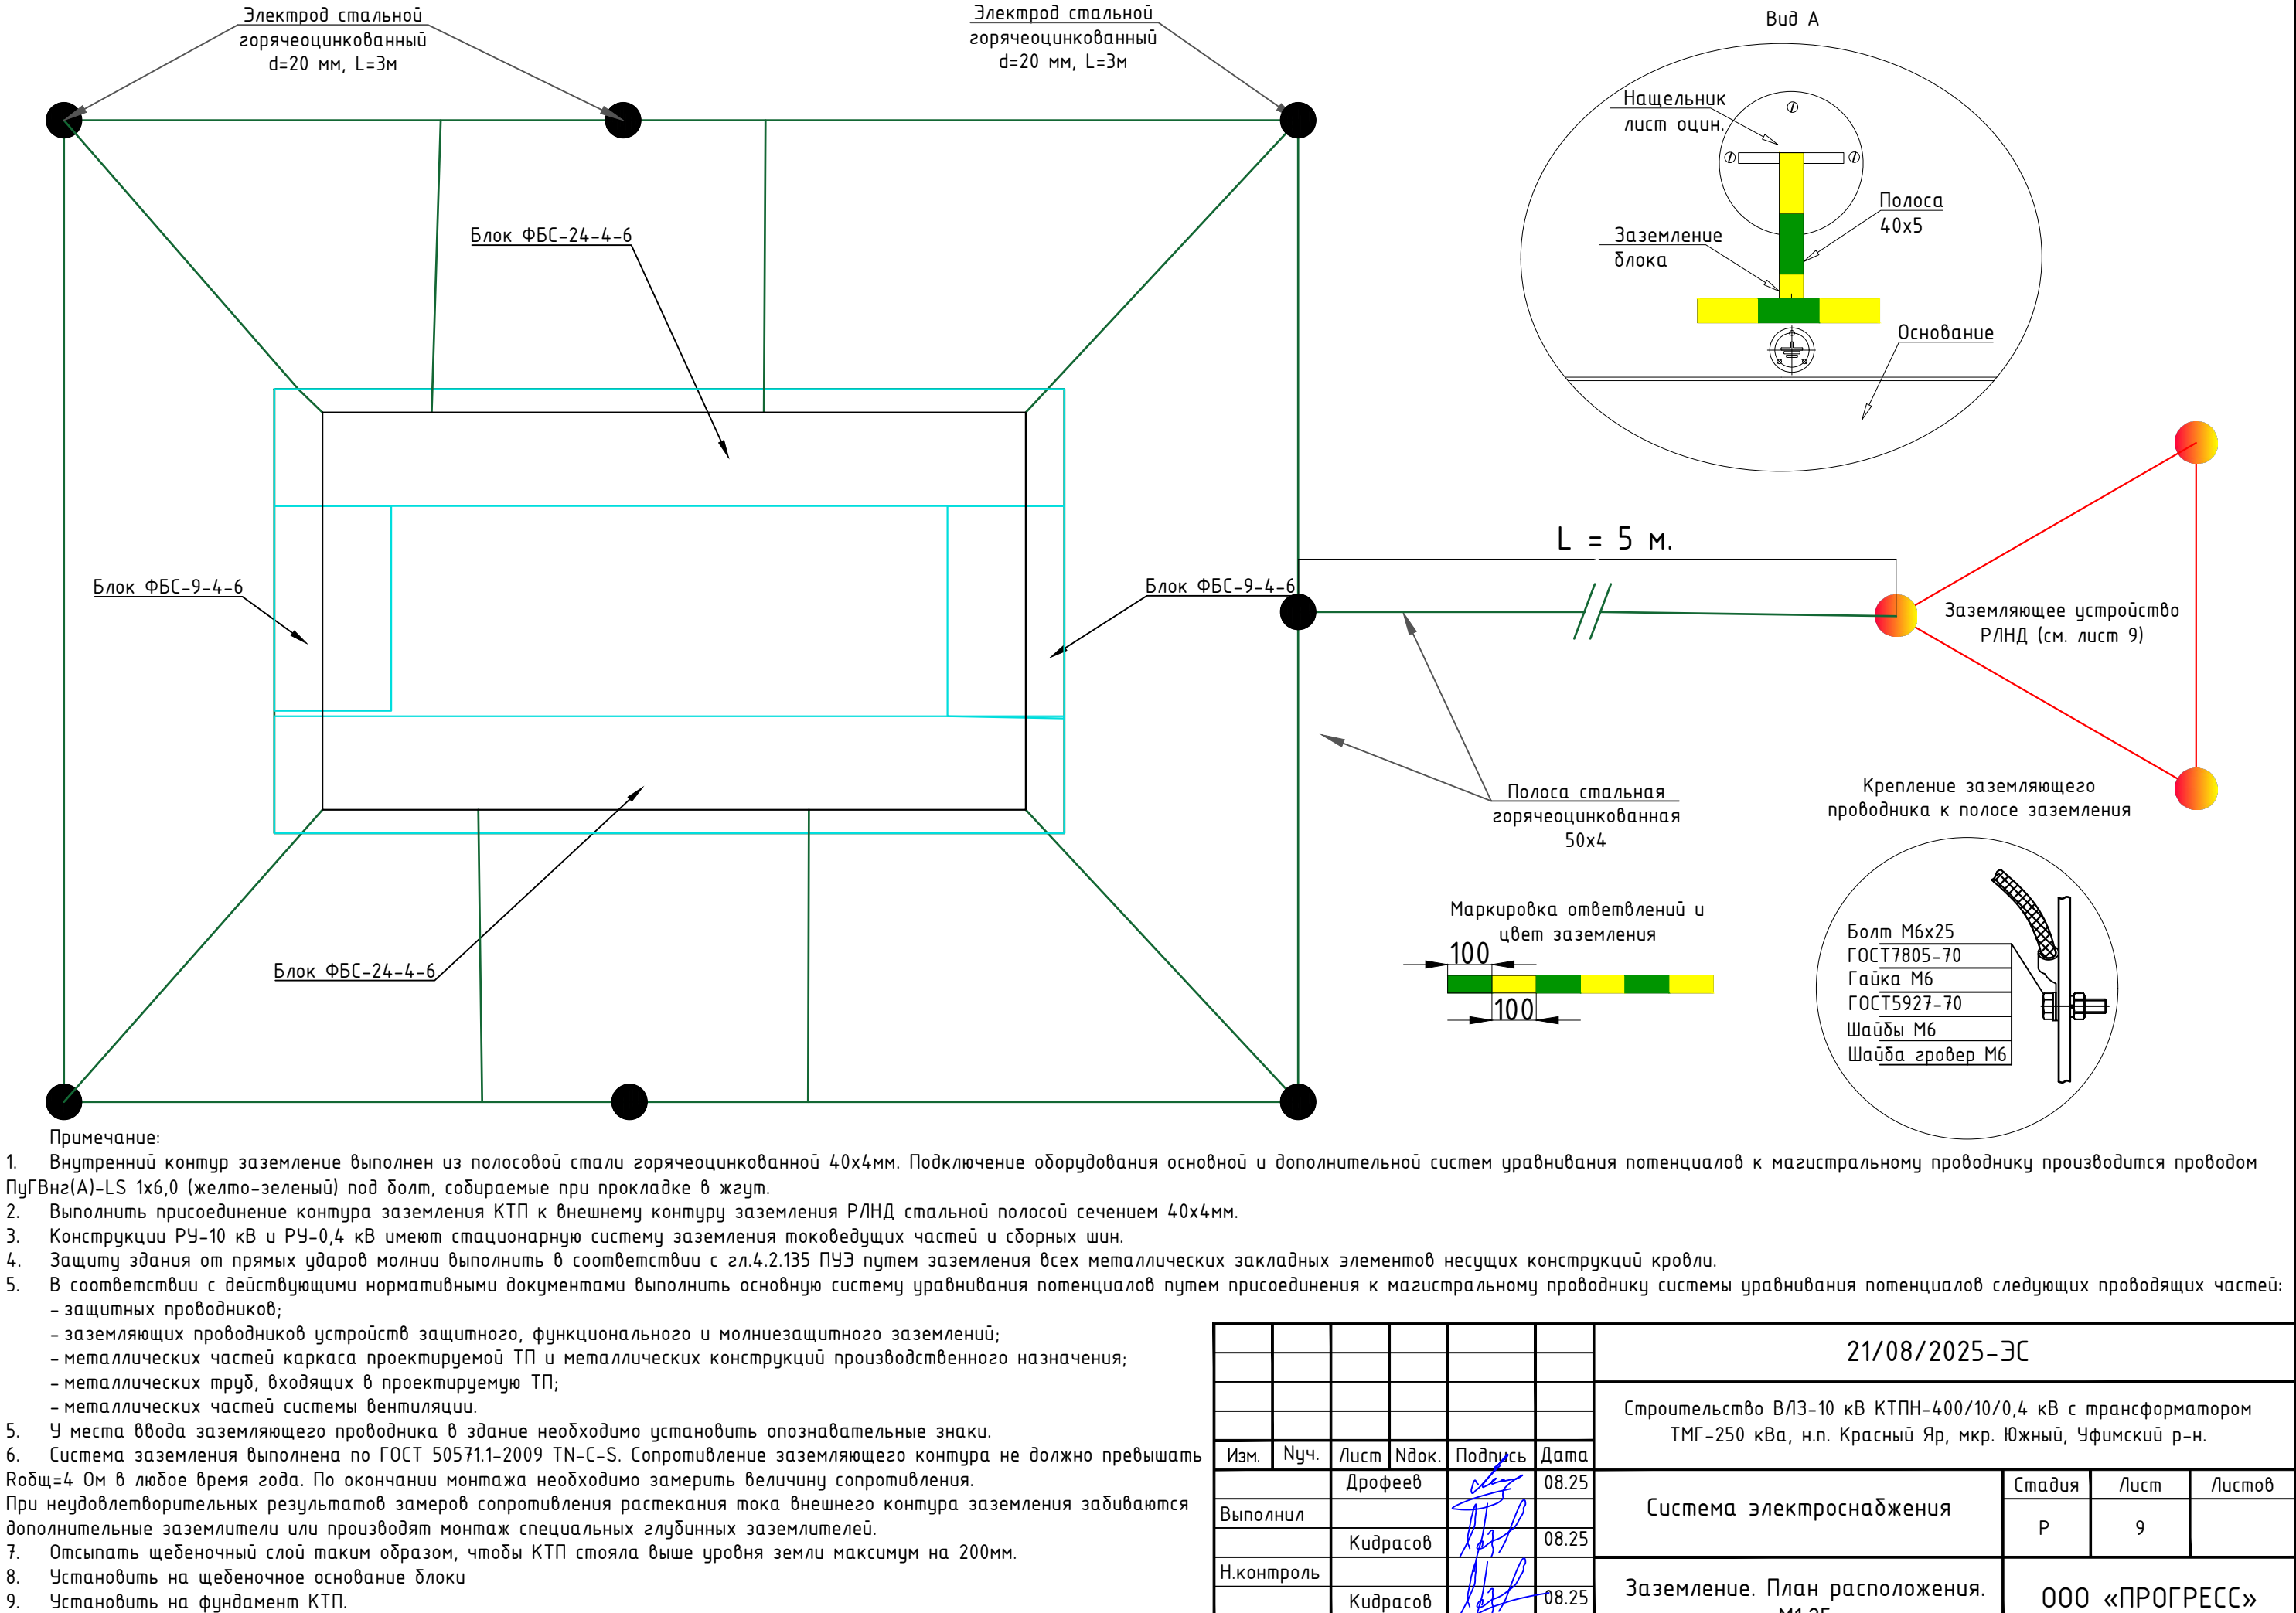 Электрод стальной
горячеоцинкованный
d=20 мм, L=3м
Электрод стальной
горячеоцинкованный
d=20 мм, L=3м
Вид А
Нащельник
лист оцин.
Полоса
40х5
Заземление
блока
Основание
Блок ФБС-24-4-6
Блок ФБС-9-4-6
Блок ФБС-9-4-6
L = 5 м.
Заземляющее устройство
РЛНД (см. лист 9)
Полоса стальная
горячеоцинкованная
50х4
Крепление заземляющего
проводника к полосе заземления
Маркировка ответвлений и
цвет заземления
100
100
Болт М6х25
ГОСТ7805-70
Гайка М6
ГОСТ5927-70
Шайбы М6
Шайба гровер М6
Блок ФБС-24-4-6
Примечание:
1. Внутренний контур заземление выполнен из полосовой стали горячеоцинкованной 40х4мм. Подключение оборудования основной и дополнительной систем уравнивания потенциалов к магистральному проводнику производится проводом
ПуГВнг(А)-LS 1х6,0 (желто-зеленый) под болт, собираемые при прокладке в жгут.
2. Выполнить присоединение контура заземления КТП к внешнему контуру заземления РЛНД стальной полосой сечением 40х4мм.
3. Конструкции РУ-10 кВ и РУ-0,4 кВ имеют стационарную систему заземления токоведущих частей и сборных шин.
4. Защиту здания от прямых ударов молнии выполнить в соответствии с гл.4.2.135 ПУЭ путем заземления всех металлических закладных элементов несущих конструкций кровли.
5. В соответствии с действующими нормативными документами выполнить основную систему уравнивания потенциалов путем присоединения к магистральному проводнику системы уравнивания потенциалов следующих проводящих частей:
- защитных проводников;
- заземляющих проводников устройств защитного, функционального и молниезащитного заземлений;
- металлических частей каркаса проектируемой ТП и металлических конструкций производственного назначения;
- металлических труб, входящих в проектируемую ТП;
- металлических частей системы вентиляции.
5. У места ввода заземляющего проводника в здание необходимо установить опознавательные знаки.
6. Система заземления выполнена по ГОСТ 50571.1-2009 TN-C-S. Сопротивление заземляющего контура не должно превышать
Rобщ=4 Ом в любое время года. По окончании монтажа необходимо замерить величину сопротивления.
При неудовлетворительных результатов замеров сопротивления растекания тока внешнего контура заземления забиваются
дополнительные заземлители или производят монтаж специальных глубинных заземлителей.
7. Отсыпать щебеночный слой таким образом, чтобы КТП стояла выше уровня земли максимум на 200мм.
8. Установить на щебеночное основание блоки
9. Установить на фундамент КТП.
21/08/2025-ЭС
Строительство ВЛЗ-10 кВ КТПН-400/10/0,4 кВ с трансформатором
ТМГ-250 кВа, н.п. Красный Яр, мкр. Южный, Уфимский р-н.
Изм. Nуч. Лист Nдок. Подпись Дата
Дрофеев 08.25
Выполнил
Кидрасов 08.25
Н.контроль
Кидрасов 08.25
Система электроснабжения
Стадия Лист Листов
Р 9
Заземление. План расположения.
ООО «ПРОГРЕСС»